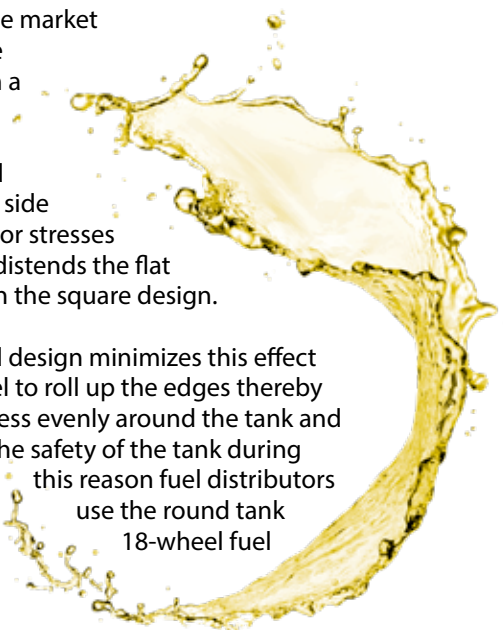 e market
e
a
side
or stresses
distends the flat
n the square design.
design minimizes this effect
el to roll up the edges thereby
ess evenly around the tank and
he safety of the tank during
this reason fuel distributors
use the round tank
18-wheel fuel